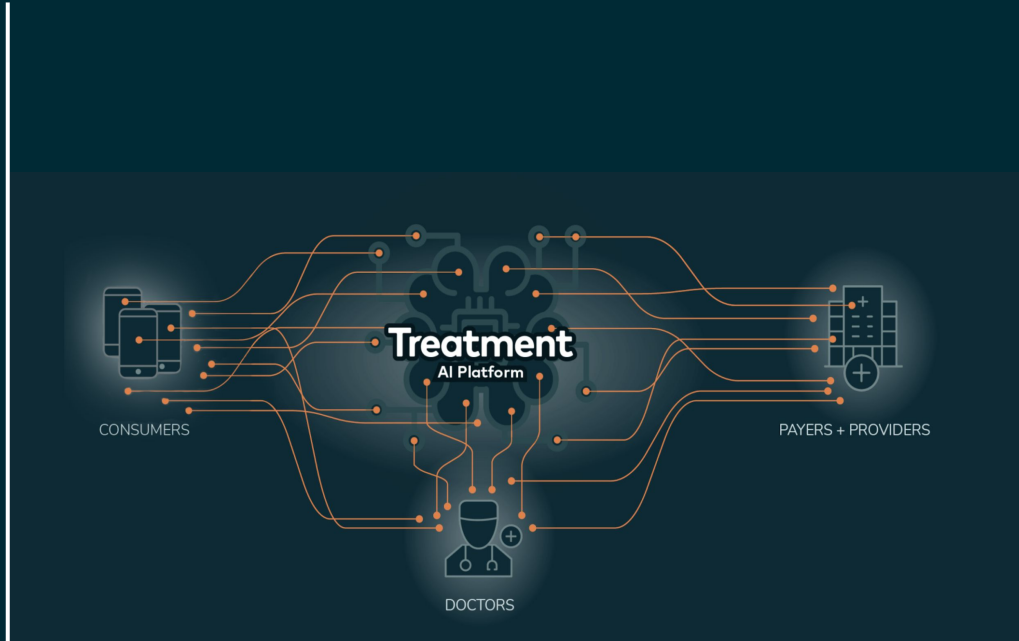 Treatment
AI Platform
CONSUMERS
PAYERS + PROVIDERS
DOCTORS